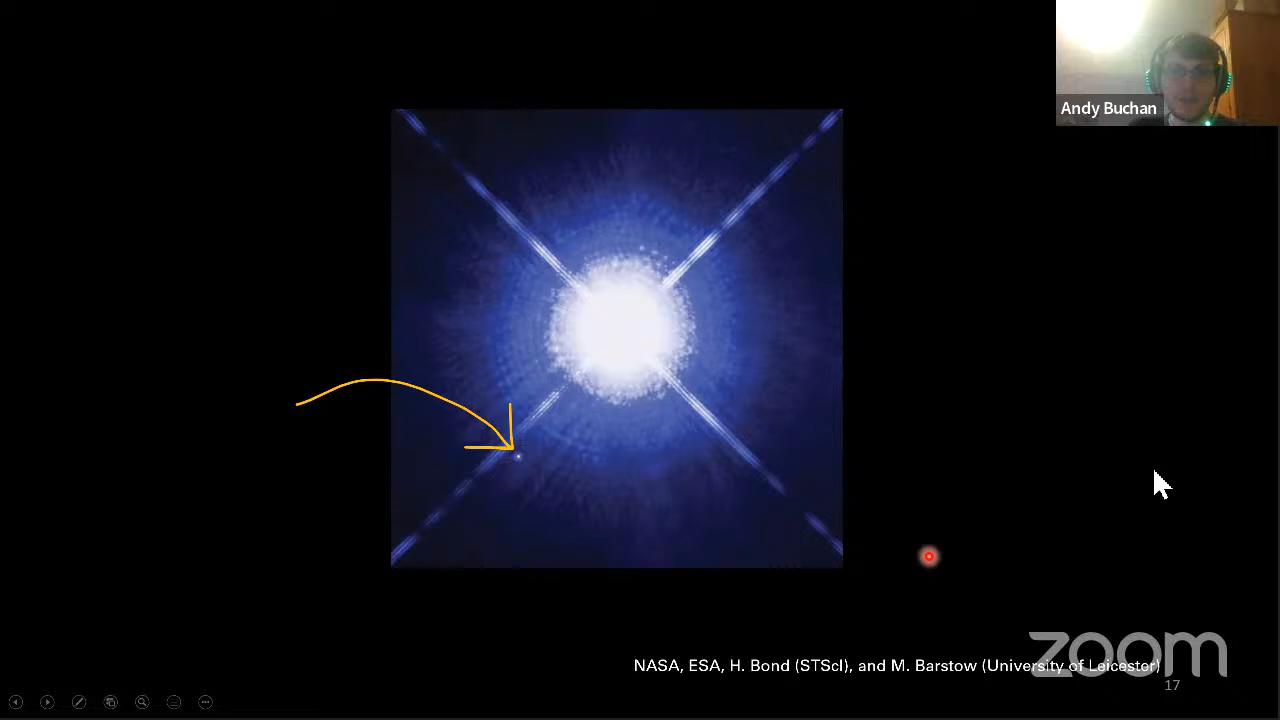 Andy Buchan
NASA, ESA, H. Bond (STScI), and M. Barstow (University of Leicester)
zoom
17